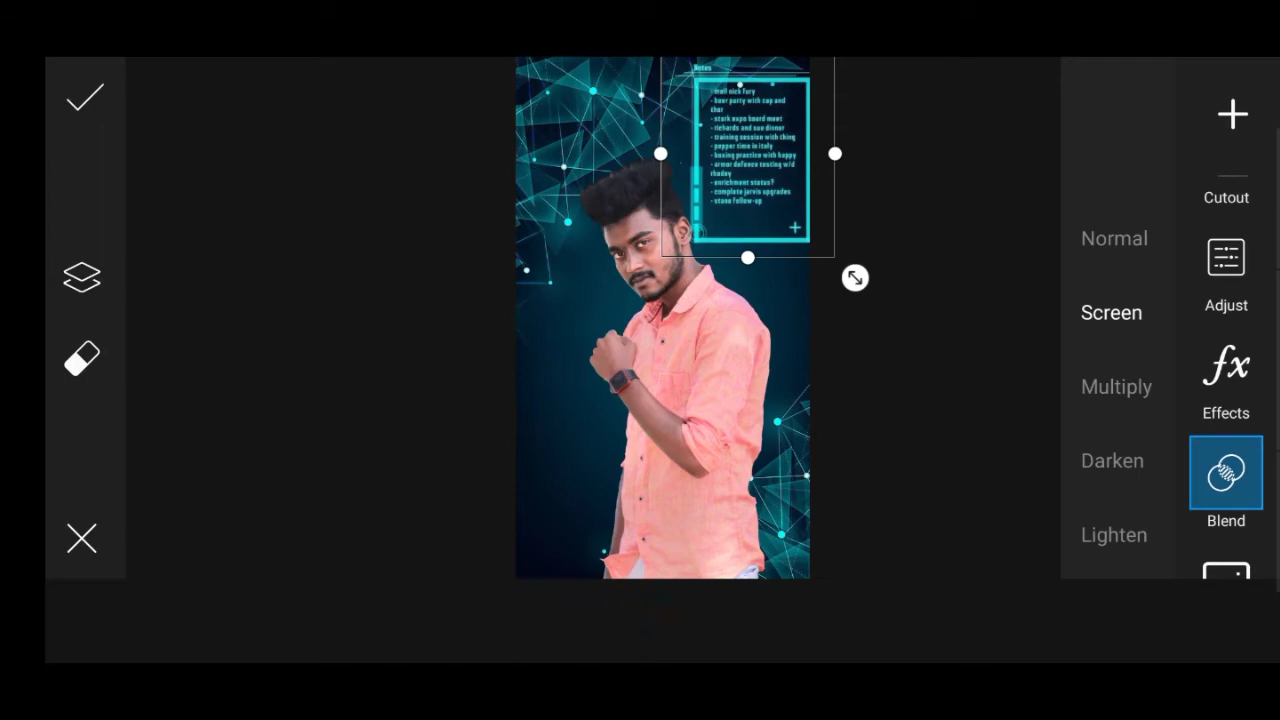 Notes
- mail nick fury
- beer party with cap and
thor
- stark expo board meet
- richards and sue dinner
- training session with thing
- pepper time in italy
- boxing practice with happy
- armor defence testing w/d
rhodey
- enrichment status?
- complete jarvis upgrades
- stane follow-up
Normal
Screen
Multiply
Darken
Lighten
Cutout
Adjust
fx
Effects
Blend